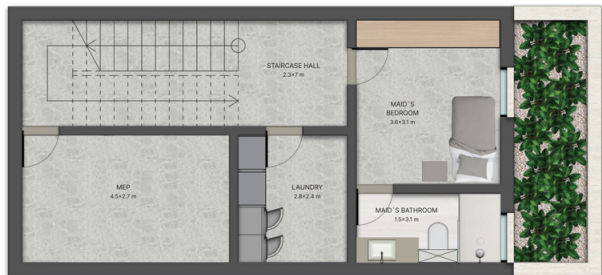 STAIRCASE HALL
2.3×7 m
MAID`S
BEDROOM
3.6×3.1 m
MEP
4.5×2.7 m
LAUNDRY
2.8×2.4 m
MAID`S BATHROOM
1.5×3.1 m